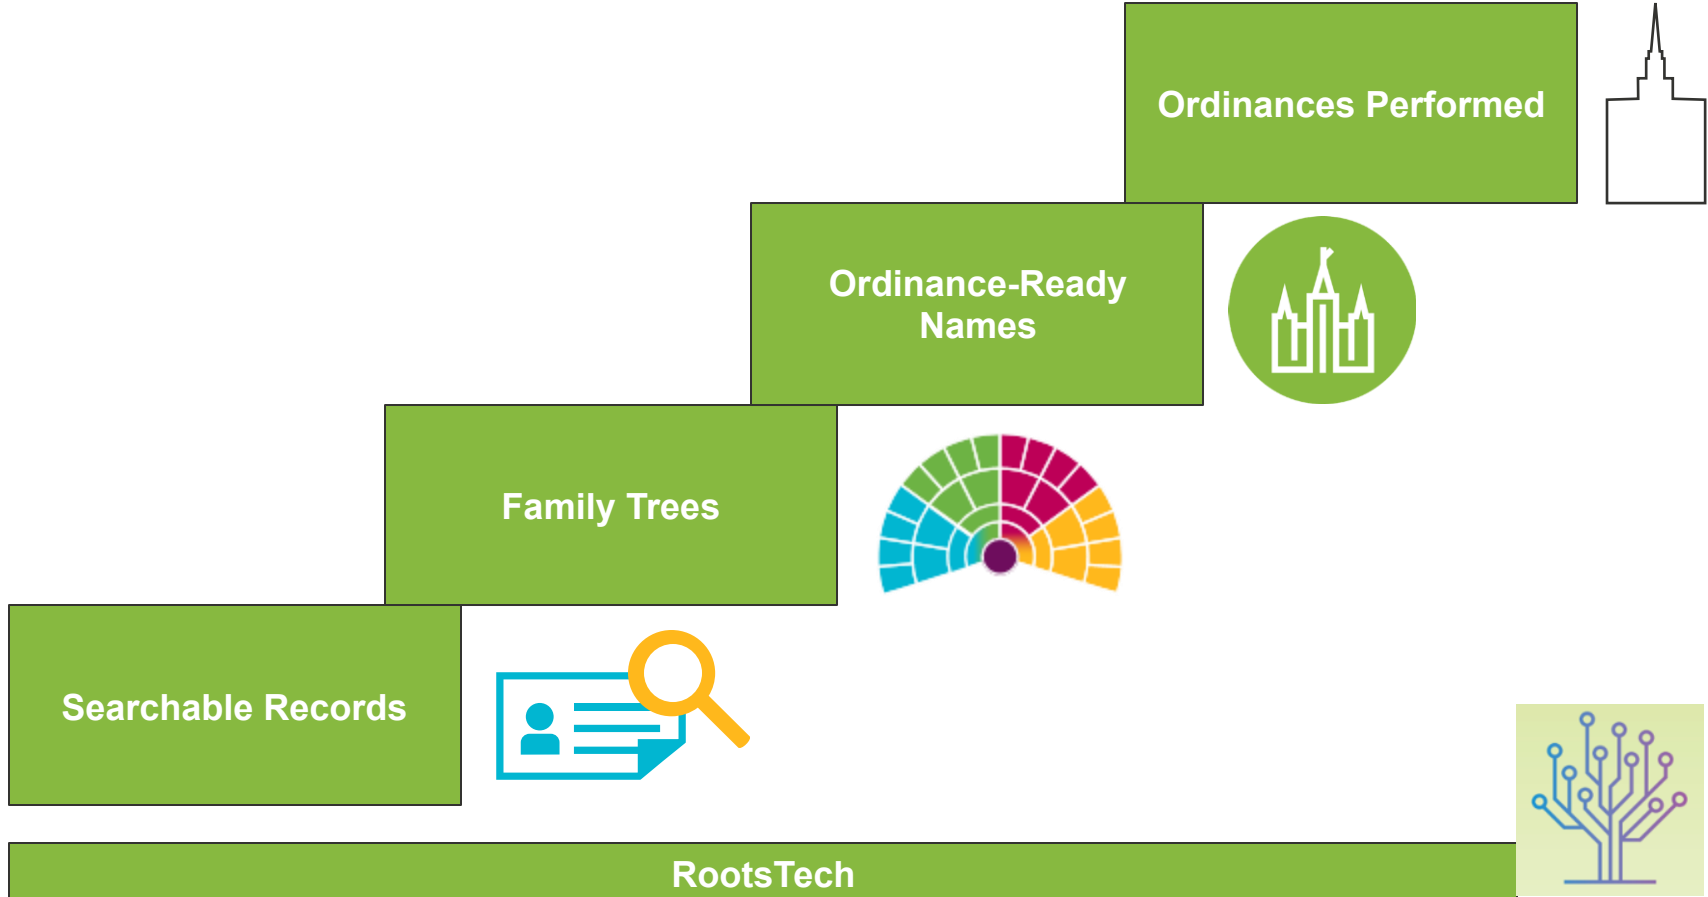 Ordinances Performed
Ordinance-Ready
Names
Family Trees
Searchable Records
RootsTech